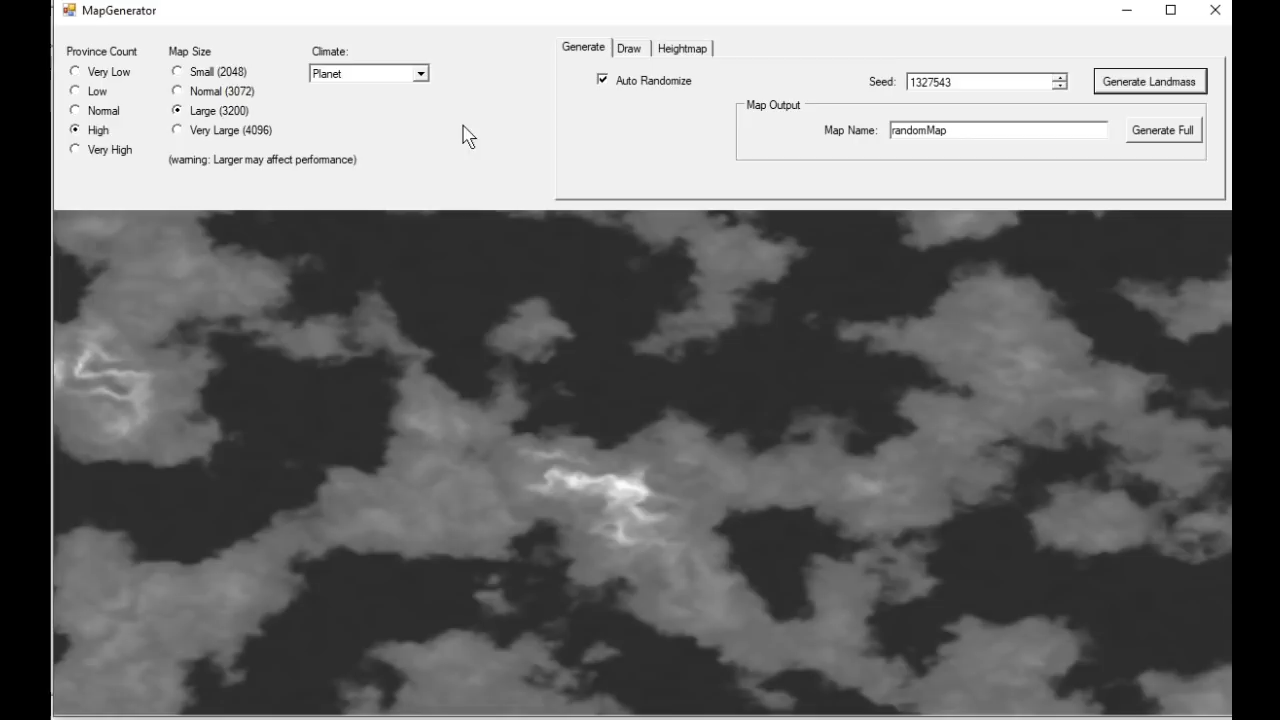 MapGenerator
Province Count
Very Low
Low
Normal
High
Very High
Map Size
Small (2048)
Normal (3072)
Large (3200)
Very Large (4096)
(warning: Larger may affect performance)
Climate:
Planet
Generate
Draw
Heightmap
Auto Randomize
Seed:
1327543
Generate Landmass
Map Output
Map Name:
randomMap
Generate Full